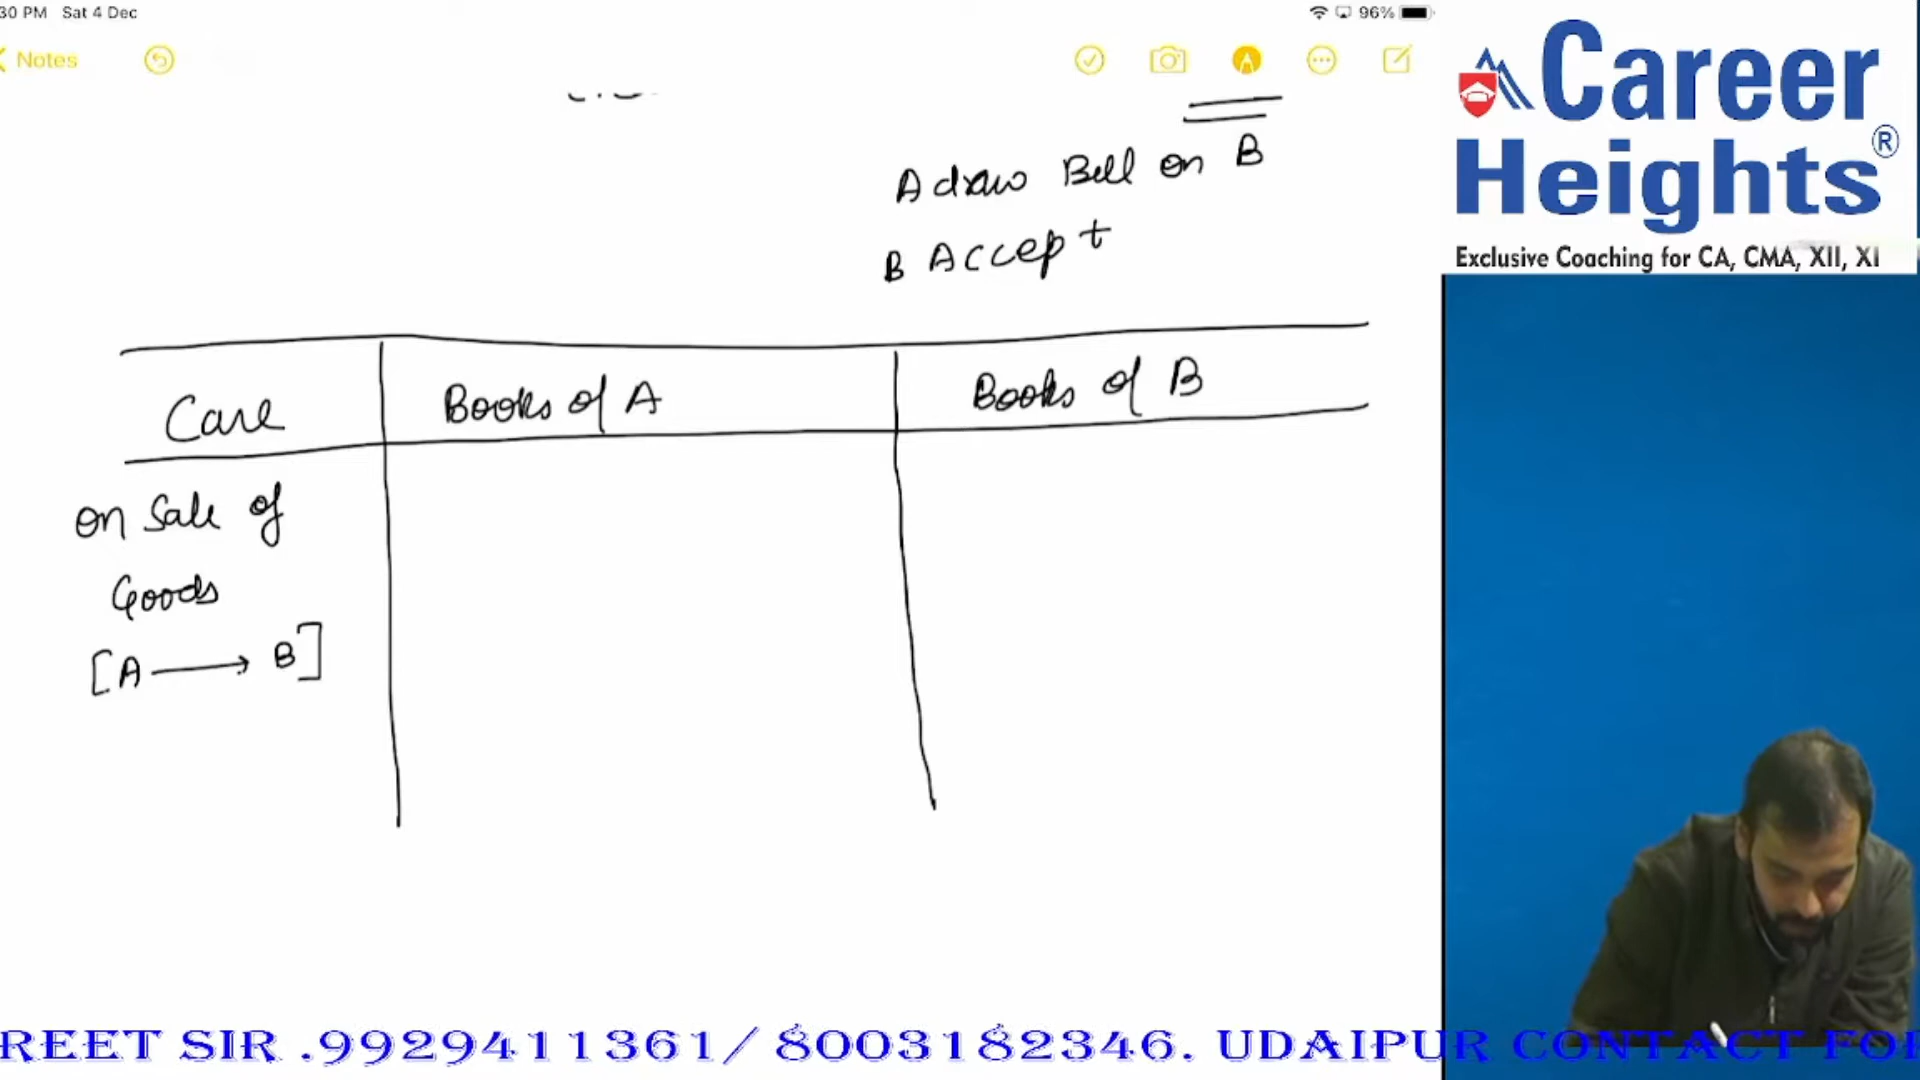 30 PM Sat 4 Dec
96%
Notes
A draw Bill on B
B Accept
Case
Books of A
Books of B
on Sale of
Goods
[A → B]
Career
Heights®
Exclusive Coaching for CA, CMA, XII, XI
REET SIR .9929411361/ 8003182346. UDAIPUR CONTACT FO